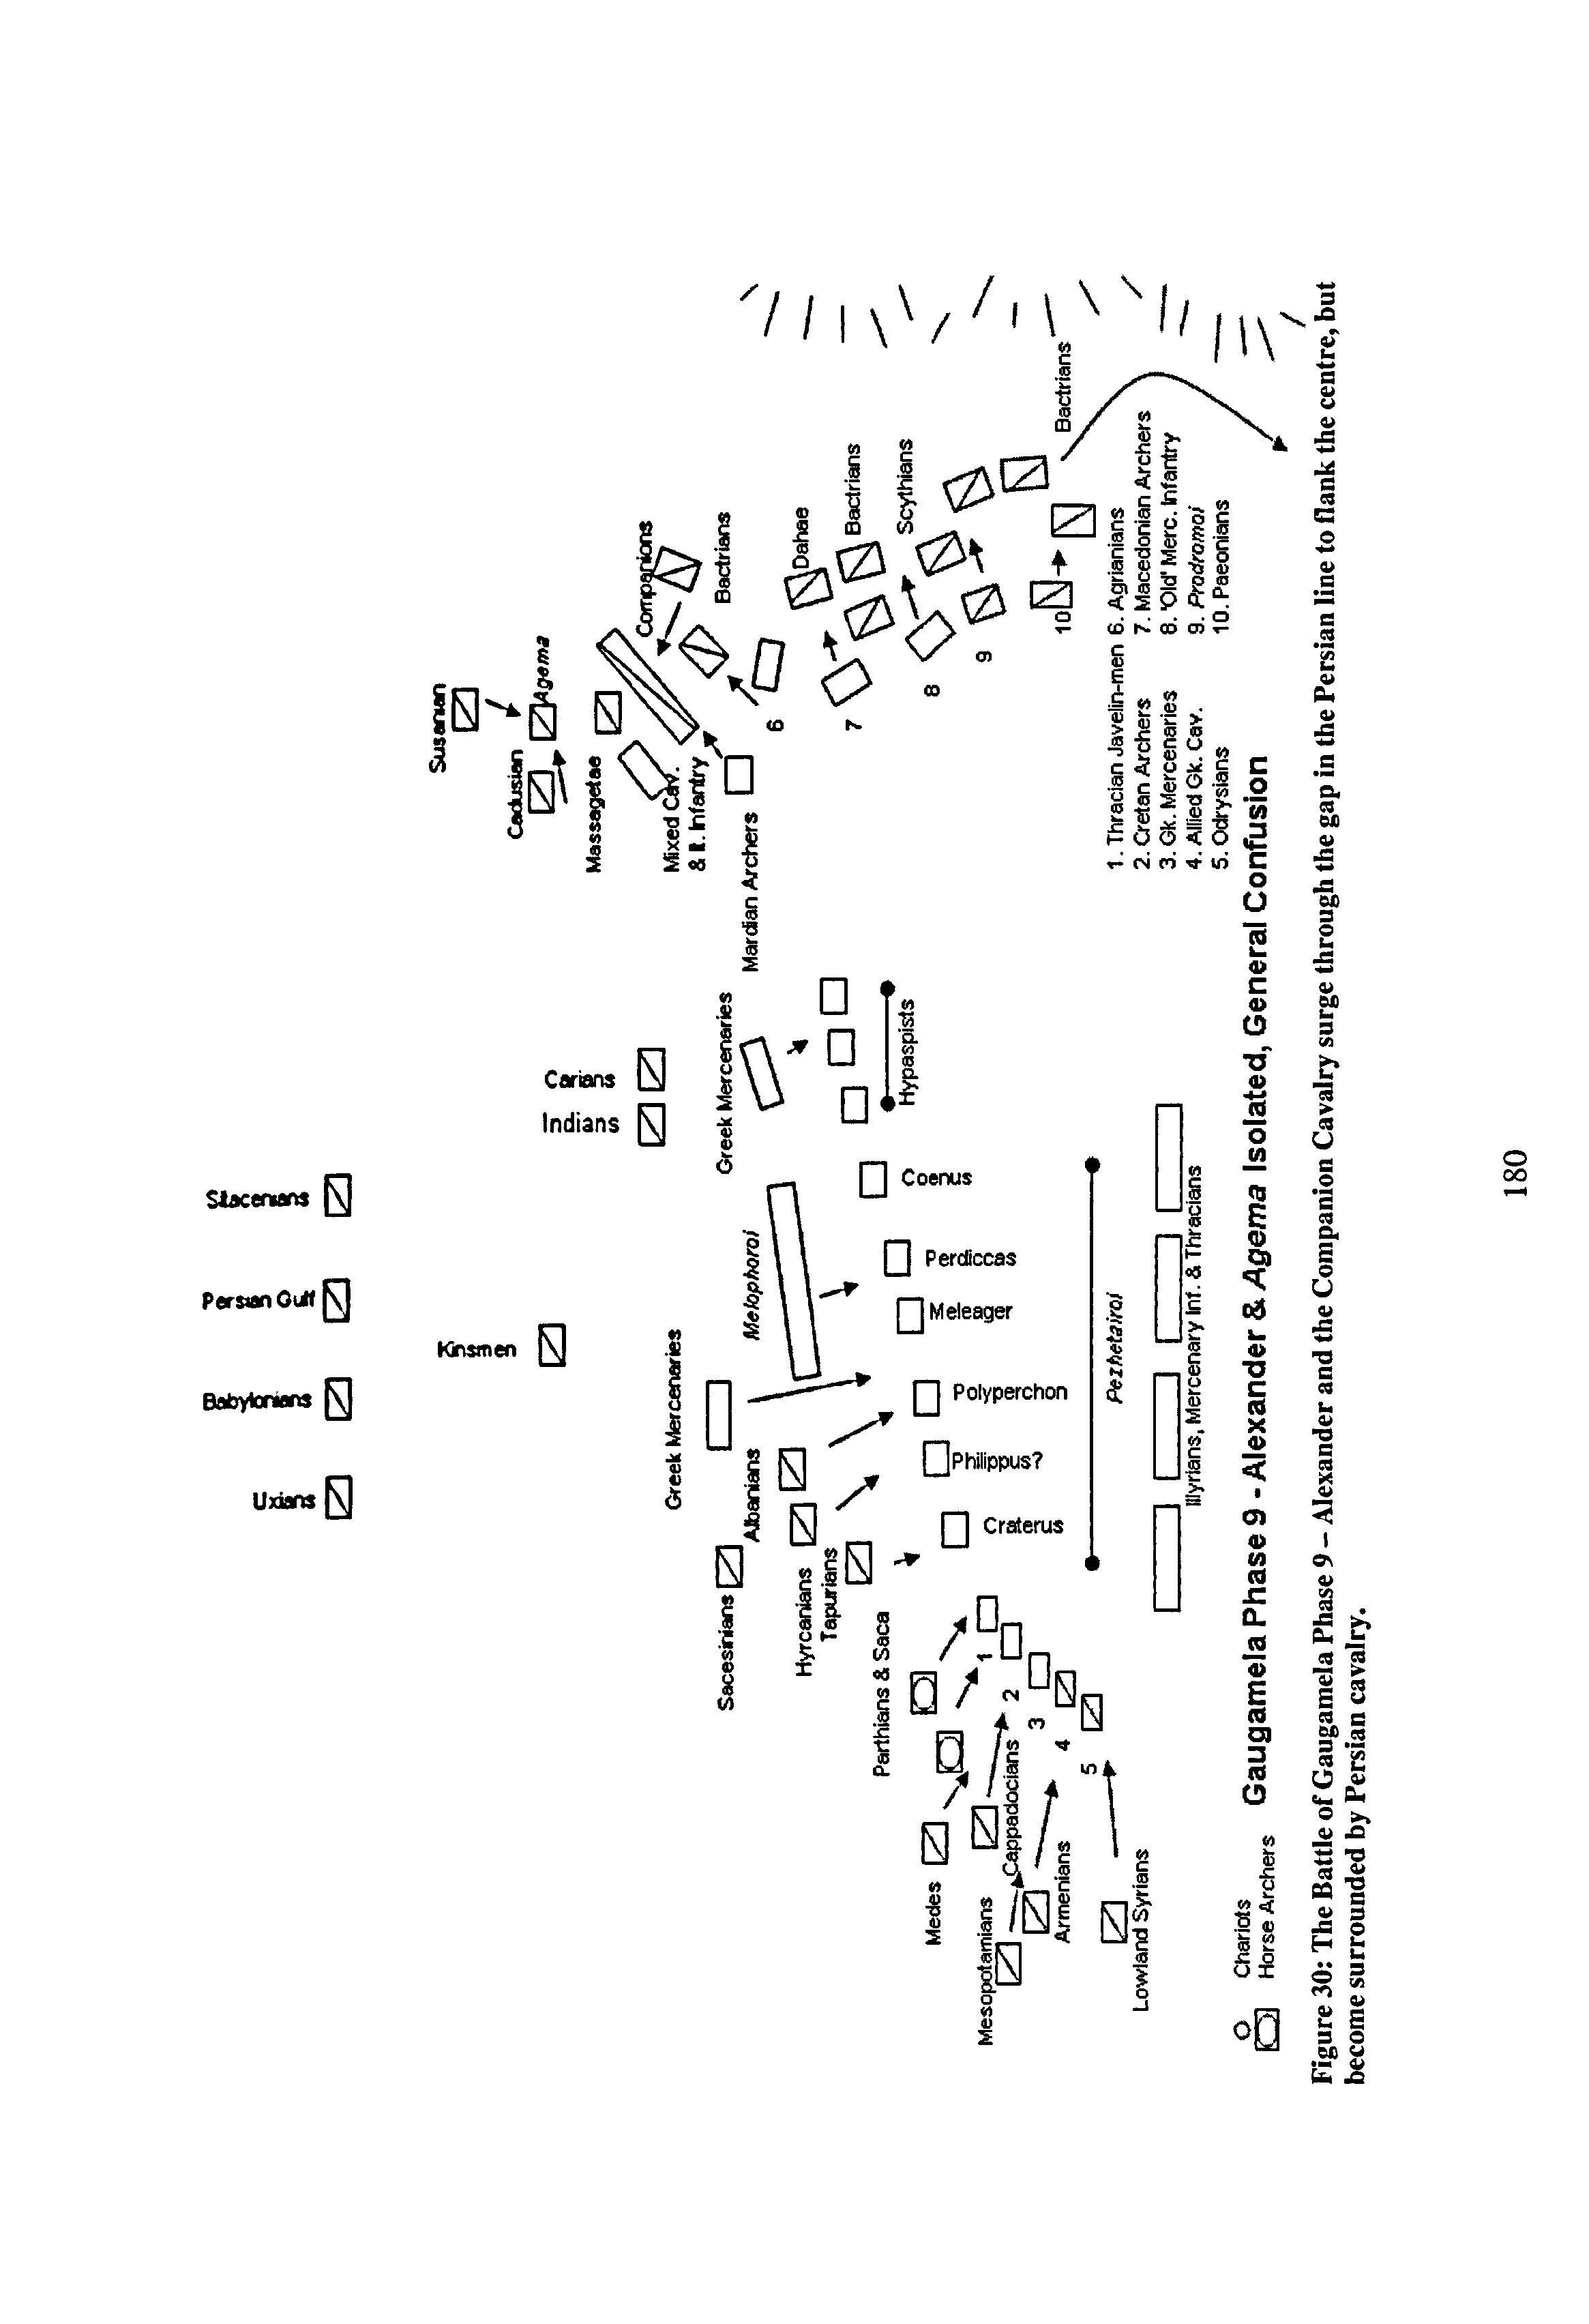 Susanian
Cadusian
Agema
Massagetae
Companions
Mixed Cav.
& lt. Infantry
Bactrians
Mardian Archers
Dahae
Bactrians
Scythians
Bactrians
6
7
8
9
10
Sitacenians
Persian Gulf
Babylonians
Uxians
Kinsmen
Carians
Indians
Greek Mercenaries
Hypaspists
Melophoroi
Greek Mercenaries
Coenus
Perdiccas
Meleager
Polyperchon
Philippus?
Craterus
Pezhetairoi
Illyrians, Mercenary Inf. & Thracians
Albanians
Sacesinians
Hyrcanians
Tapurians
Parthians & Saca
Medes
Cappadocians
Mesopotamians
Armenians
Lowland Syrians
1
2
3
4
5
1. Thracian Javelin-men 6. Agrianians
2. Cretan Archers 7. Macedonian Archers
3. Gk. Mercenaries 8. 'Old' Merc. Infantry
4. Allied Gk. Cav. 9. Prodromoi
5. Odrysians 10. Paeonians
Chariots
Horse Archers
Gaugamela Phase 9 - Alexander & Agema Isolated, General Confusion
Figure 30: The Battle of Gaugamela Phase 9 – Alexander and the Companion Cavalry surge through the gap in the Persian line to flank the centre, but
become surrounded by Persian cavalry.
180